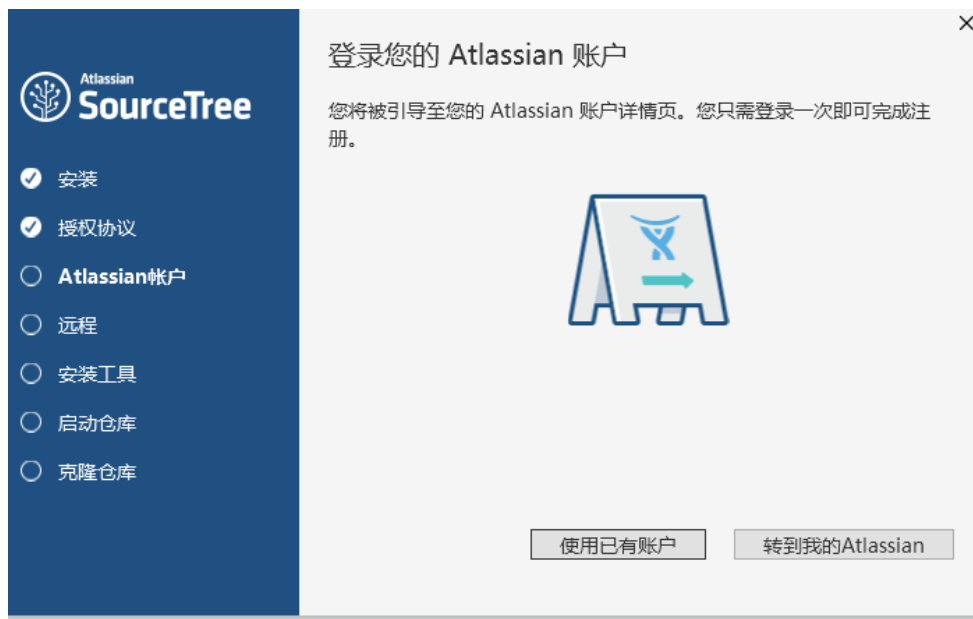 Atlassian
SourceTree
安装
授权协议
Atlassian帐户
远程
安装工具
启动仓库
克隆仓库
登录您的 Atlassian 账户
您将被引导至您的 Atlassian 账户详情页。您只需登录一次即可完成注
册。
使用已有账户
转到我的Atlassian